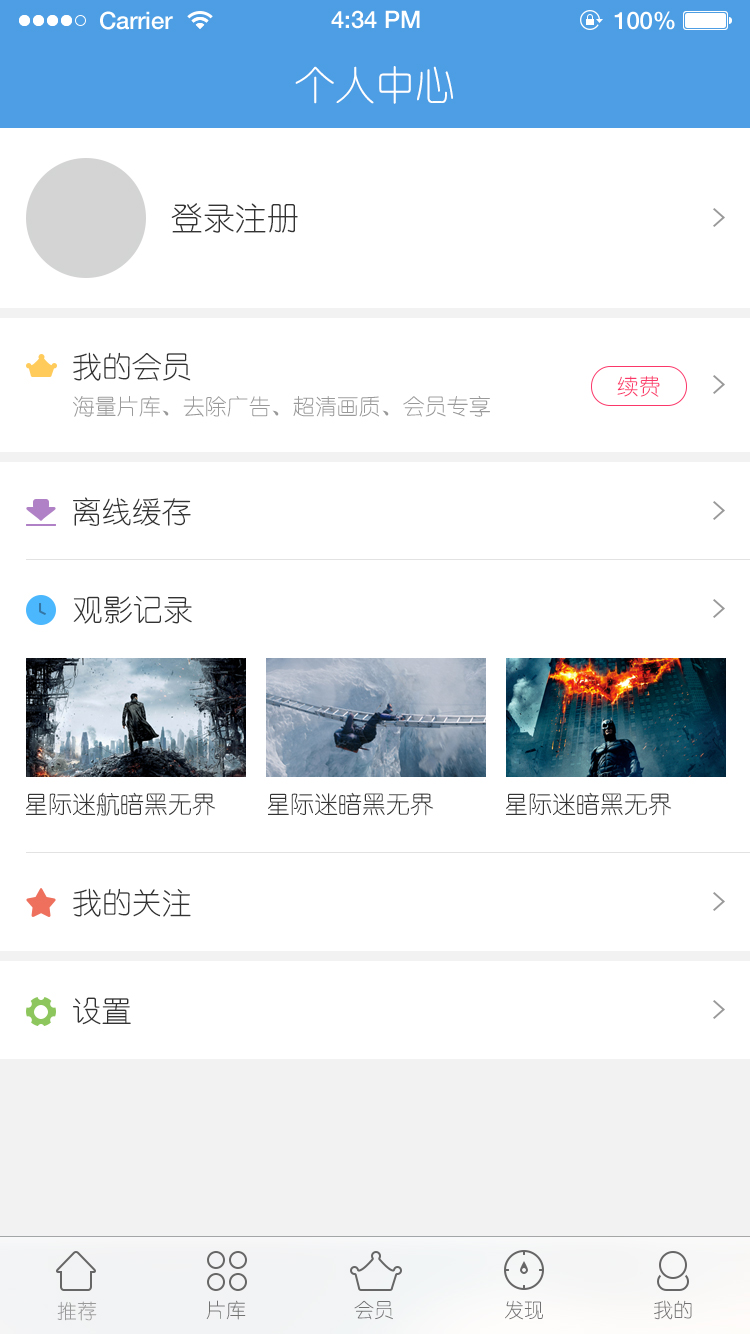 Carrier 4:34 PM 100%
个人中心
登录注册
我的会员
海量片库、去除广告、超清画质、会员专享
续费
离线缓存
观影记录
星际迷航暗黑无界 星际迷暗黑无界 星际迷暗黑无界
我的关注
设置
推荐 片库 会员 发现 我的